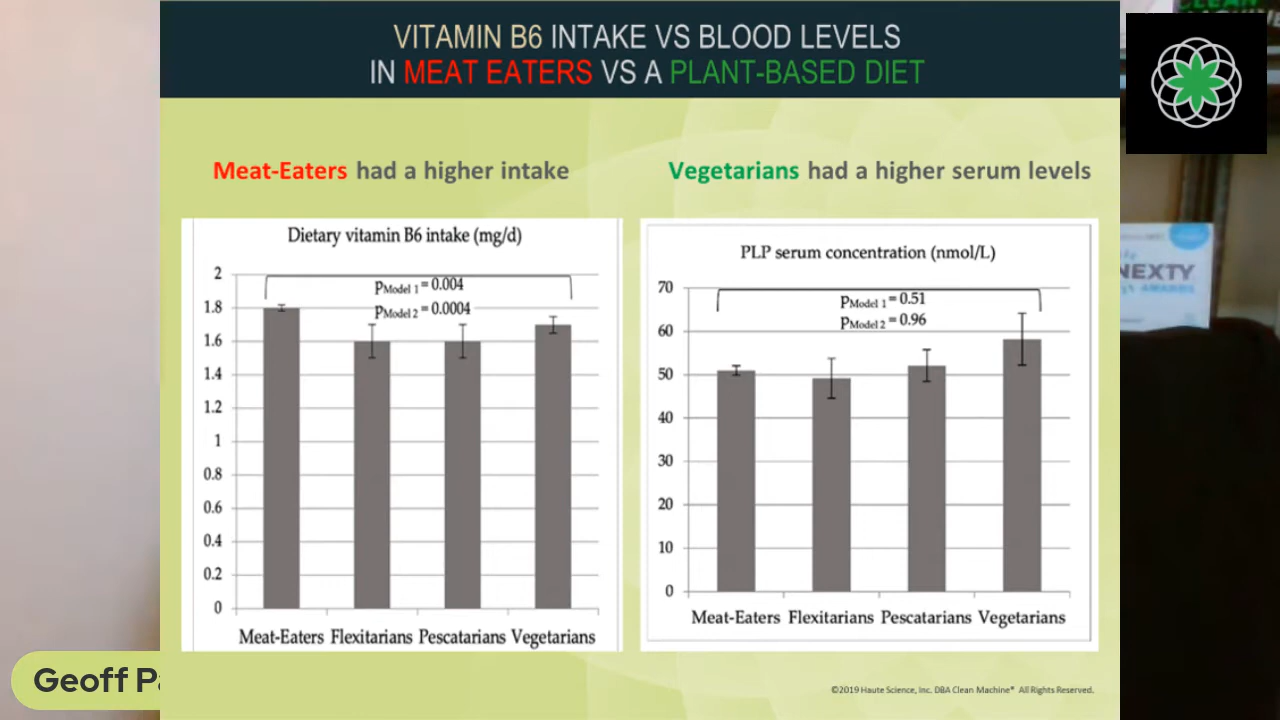 VITAMIN B6 INTAKE VS BLOOD LEVELS
IN MEAT EATERS VS A PLANT-BASED DIET
Meat-Eaters had a higher intake
Vegetarians had a higher serum levels
Dietary vitamin B6 intake (mg/d)
pModel 1 = 0.004
pModel 2 = 0.0004
2
1.8
1.6
1.4
1.2
1
0.8
0.6
0.4
0.2
0
Meat-Eaters Flexitarians Pescatarians Vegetarians
PLP serum concentration (nmol/L)
pModel 1 = 0.51
pModel 2 = 0.96
70
60
50
40
30
20
10
0
Meat-Eaters Flexitarians Pescatarians Vegetarians
©2019 Haute Science, Inc. DBA Clean Machine® All Rights Reserved.
Geoff Pa
NEXTY
AWARDS